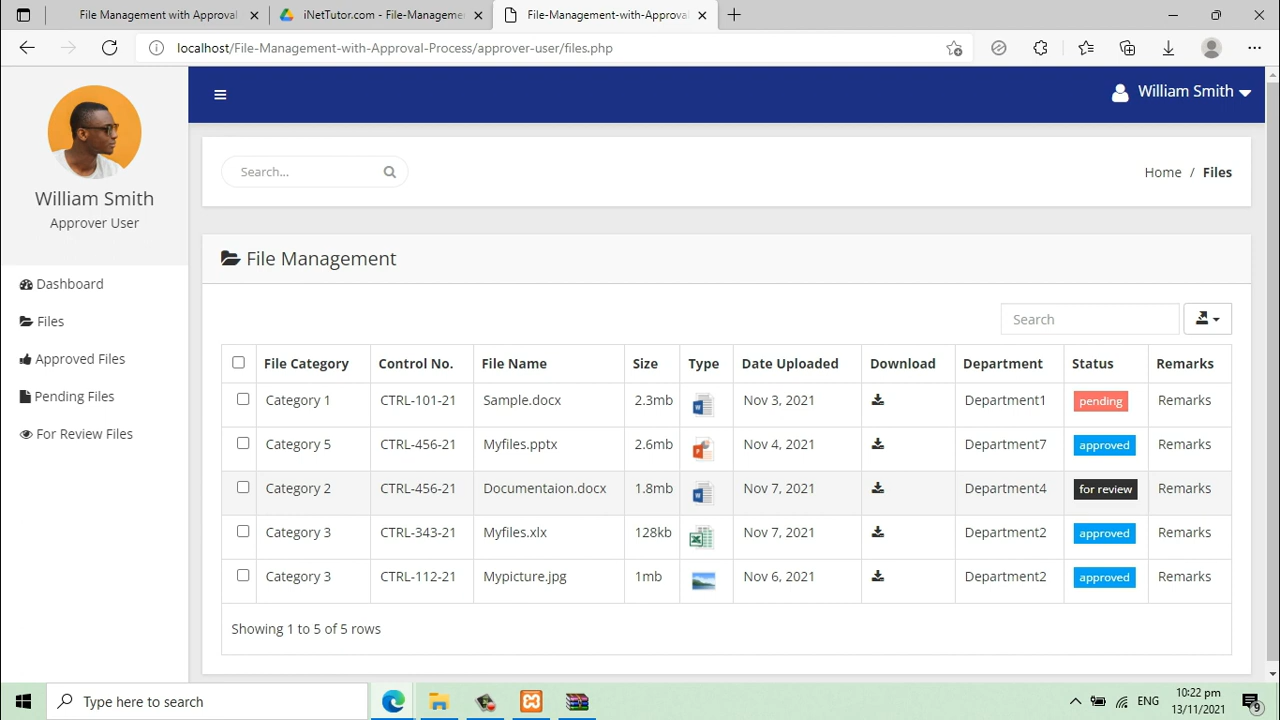 File Management with Approval
iNetTutor.com - File-Managemen
File-Management-with-Approval
localhost/File-Management-with-Approval-Process/approver-user/files.php
William Smith
Search...
Home / Files
William Smith
Approver User
Dashboard
Files
Approved Files
Pending Files
For Review Files
File Management
Search
File Category Control No. File Name Size Type Date Uploaded Download Department Status Remarks
Category 1 CTRL-101-21 Sample.docx 2.3mb Nov 3, 2021 Department1 pending Remarks
Category 5 CTRL-456-21 Myfiles.pptx 2.6mb Nov 4, 2021 Department7 approved Remarks
Category 2 CTRL-456-21 Documentaion.docx 1.8mb Nov 7, 2021 Department4 for review Remarks
Category 3 CTRL-343-21 Myfiles.xlx 128kb Nov 7, 2021 Department2 approved Remarks
Category 3 CTRL-112-21 Mypicture.jpg 1mb Nov 6, 2021 Department2 approved Remarks
Showing 1 to 5 of 5 rows
Type here to search
ENG
10:22 pm
13/11/2021
9